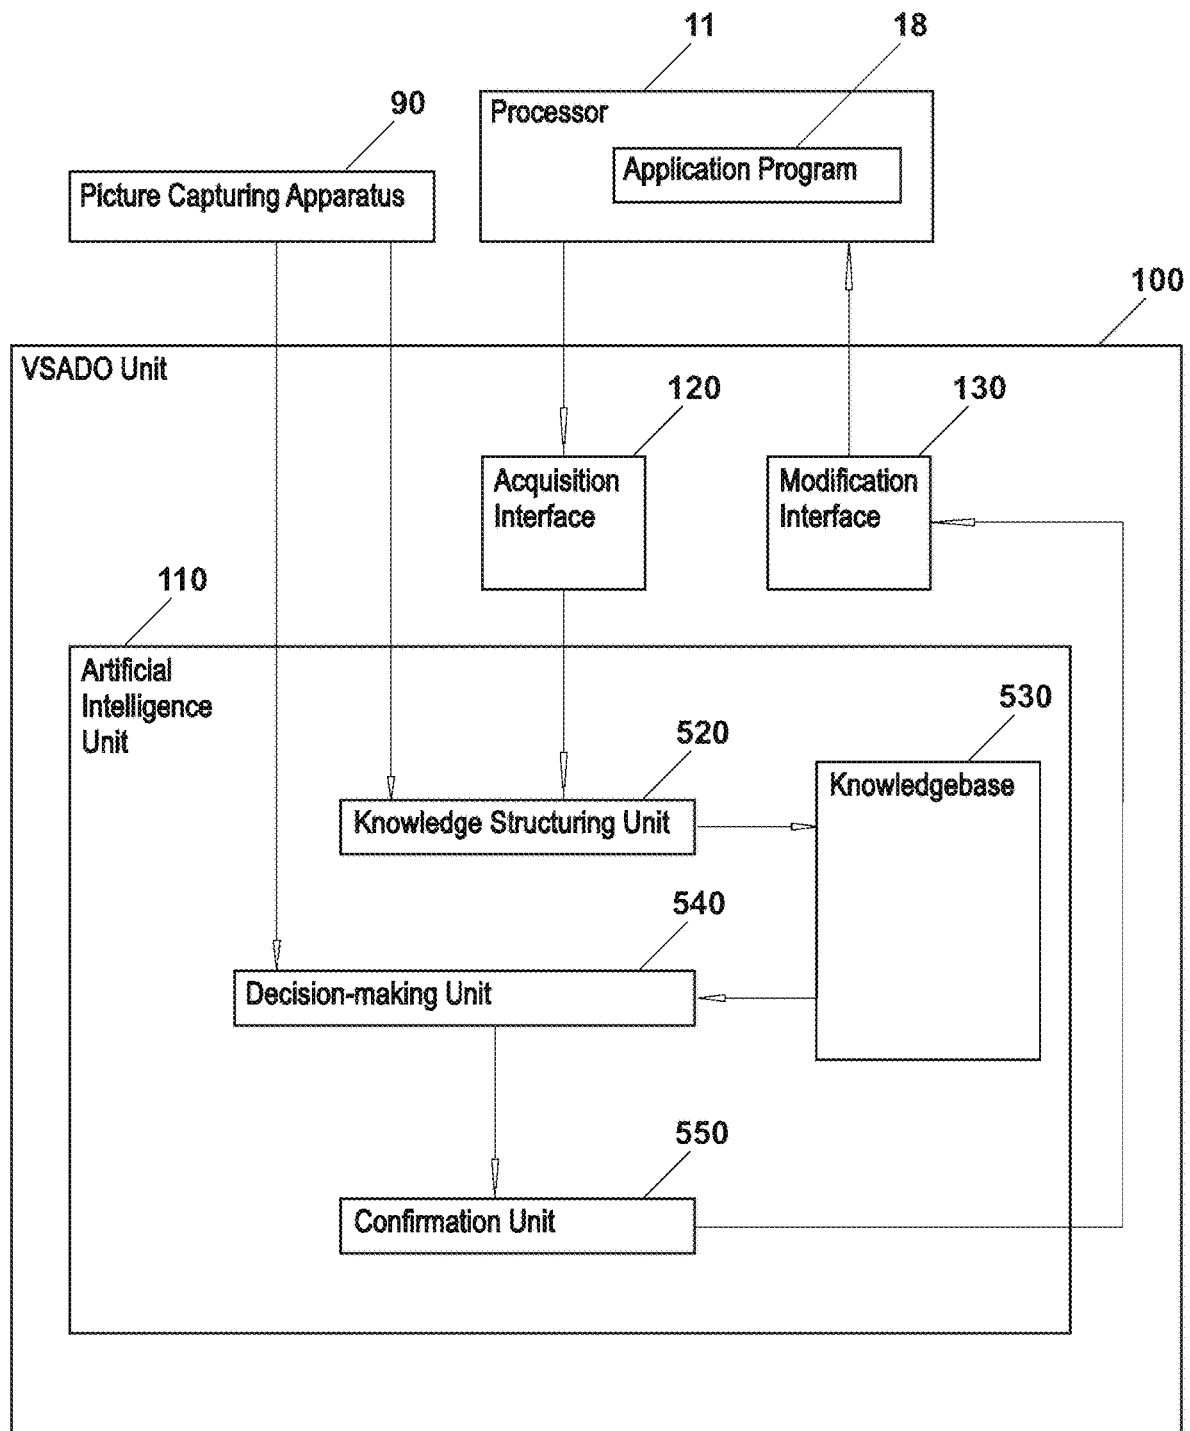 11
18
90
Processor
Application Program
Picture Capturing Apparatus
100
VSADO Unit
120
130
Acquisition
Interface
Modification
Interface
110
Artificial
Intelligence
Unit
530
520
Knowledgebase
Knowledge Structuring Unit
540
Decision-making Unit
550
Confirmation Unit